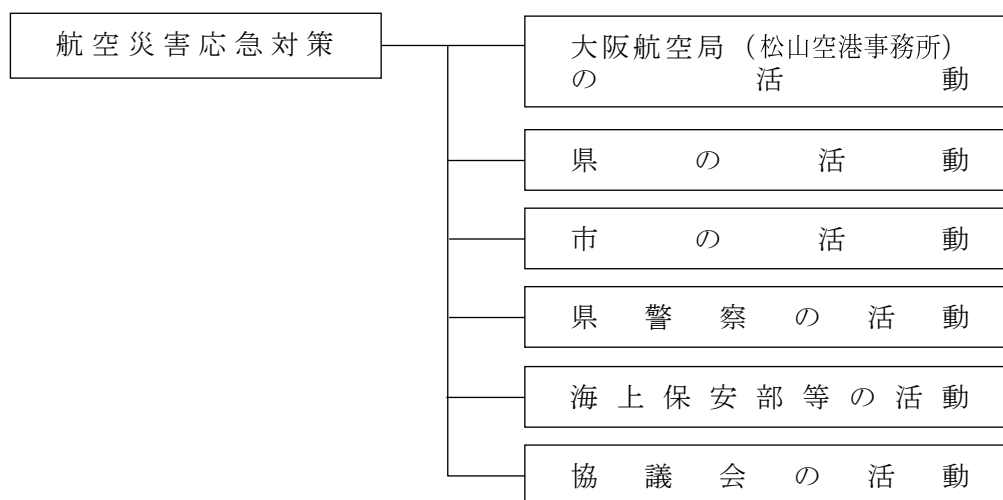 航空災害応急対策
大阪航空局（松山空港事務所）
の活動
県の活動
市の活動
県警察の活動
海上保安部等の活動
協議会の活動